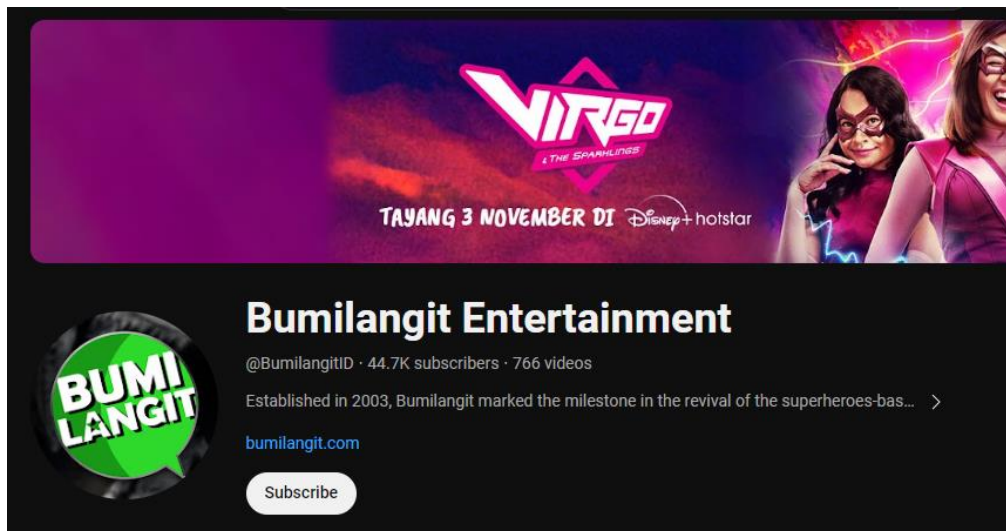 VIRGO
& THE SPARKLINGS
TAYANG 3 NOVEMBER DI Disney+ hotstar
BUMI
LANGIT
Bumilangit Entertainment
@BumilangitID · 44.7K subscribers · 766 videos
Established in 2003, Bumilangit marked the milestone in the revival of the superheroes-bas...
bumilangit.com
Subscribe